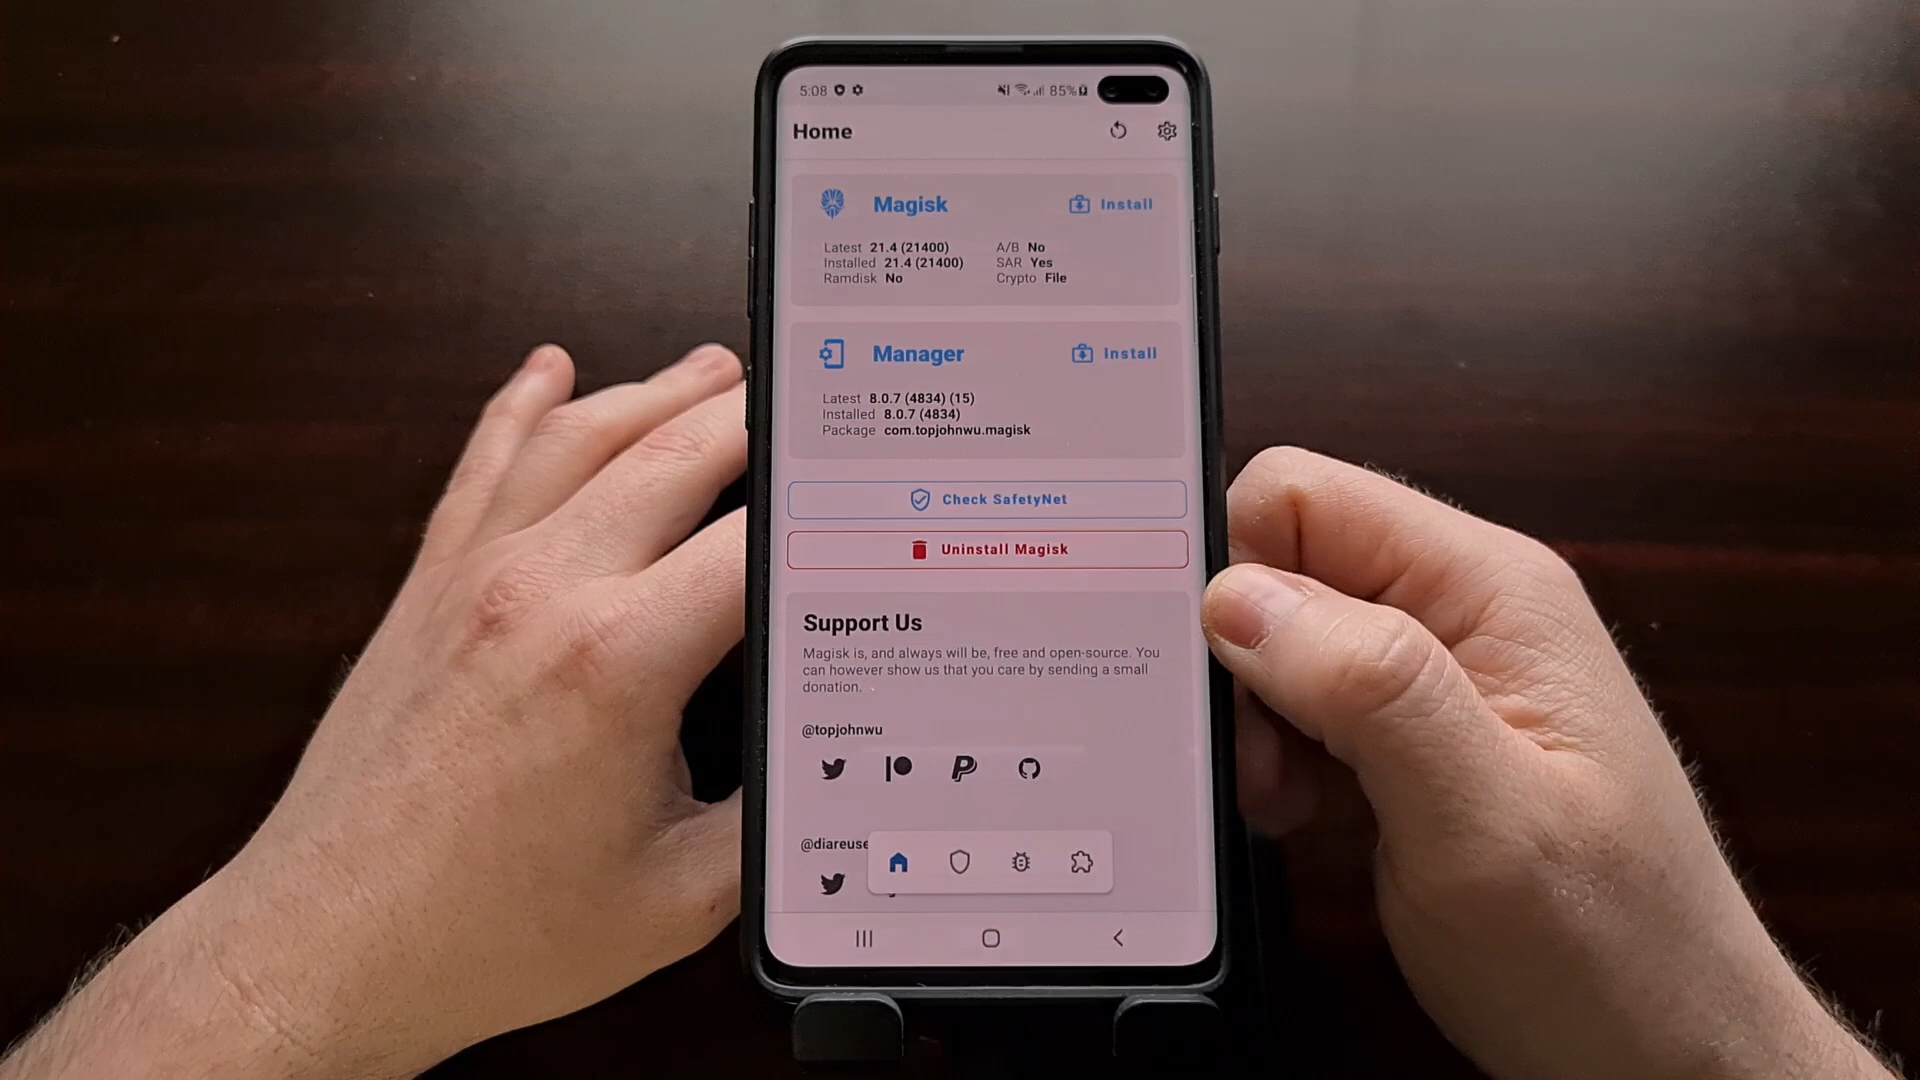 5:08 85%
Home
Magisk Install
Latest 21.4 (21400) A/B No
Installed 21.4 (21400) SAR Yes
Ramdisk No Crypto File
Manager Install
Latest 8.0.7 (4834) (15)
Installed 8.0.7 (4834)
Package com.topjohnwu.magisk
Check SafetyNet
Uninstall Magisk
Support Us
Magisk is, and always will be, free and open-source. You
can however show us that you care by sending a small
donation.
@topjohnwu
@diareuse